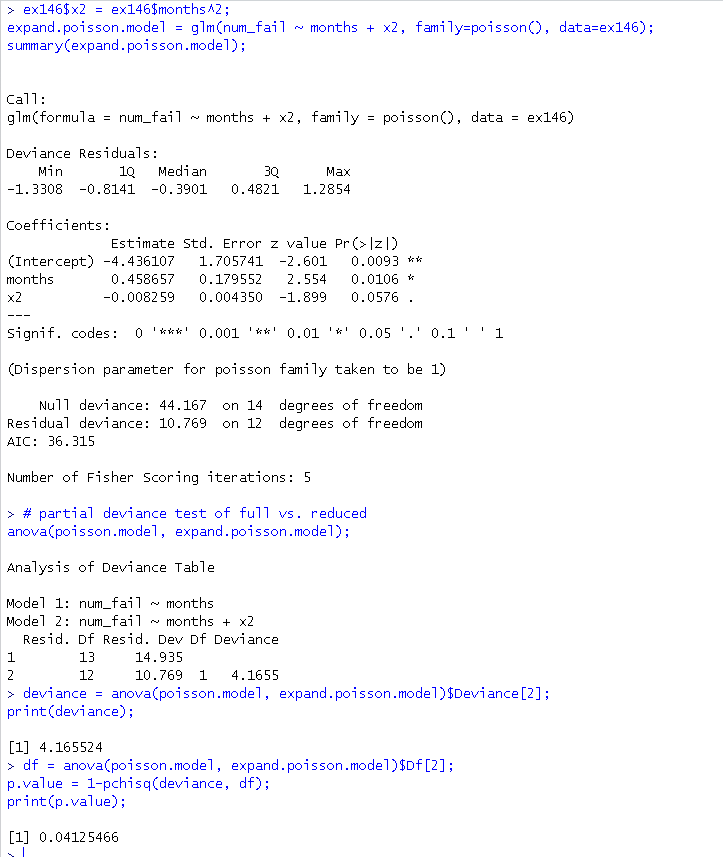 > ex146$x2 = ex146$months^2;
expand.poisson.model = glm(num_fail ~ months + x2, family=poisson(), data=ex146);
summary(expand.poisson.model);
Call:
glm(formula = num_fail ~ months + x2, family = poisson(), data = ex146)
Deviance Residuals:
    Min      1Q   Median      3Q      Max
-1.3308  -0.8141  -0.3901   0.4821   1.2854
Coefficients:
             Estimate Std. Error z value Pr(>|z|)
(Intercept) -4.436107   1.705741  -2.601   0.0093 **
months       0.458657   0.179552   2.554   0.0106 *
x2          -0.008259   0.004350  -1.899   0.0576 .
---
Signif. codes:  0 '***' 0.001 '**' 0.01 '*' 0.05 '.' 0.1 ' ' 1
(Dispersion parameter for poisson family taken to be 1)
    Null deviance: 44.167  on 14  degrees of freedom
Residual deviance: 10.769  on 12  degrees of freedom
AIC: 36.315
Number of Fisher Scoring iterations: 5
> # partial deviance test of full vs. reduced
anova(poisson.model, expand.poisson.model);
Analysis of Deviance Table
Model 1: num_fail ~ months
Model 2: num_fail ~ months + x2
  Resid. Df Resid. Dev Df Deviance
1        13     14.935
2        12     10.769  1   4.1655
> deviance = anova(poisson.model, expand.poisson.model)$Deviance[2];
print(deviance);
[1] 4.165524
> df = anova(poisson.model, expand.poisson.model)$Df[2];
p.value = 1-pchisq(deviance, df);
print(p.value);
[1] 0.04125466
>